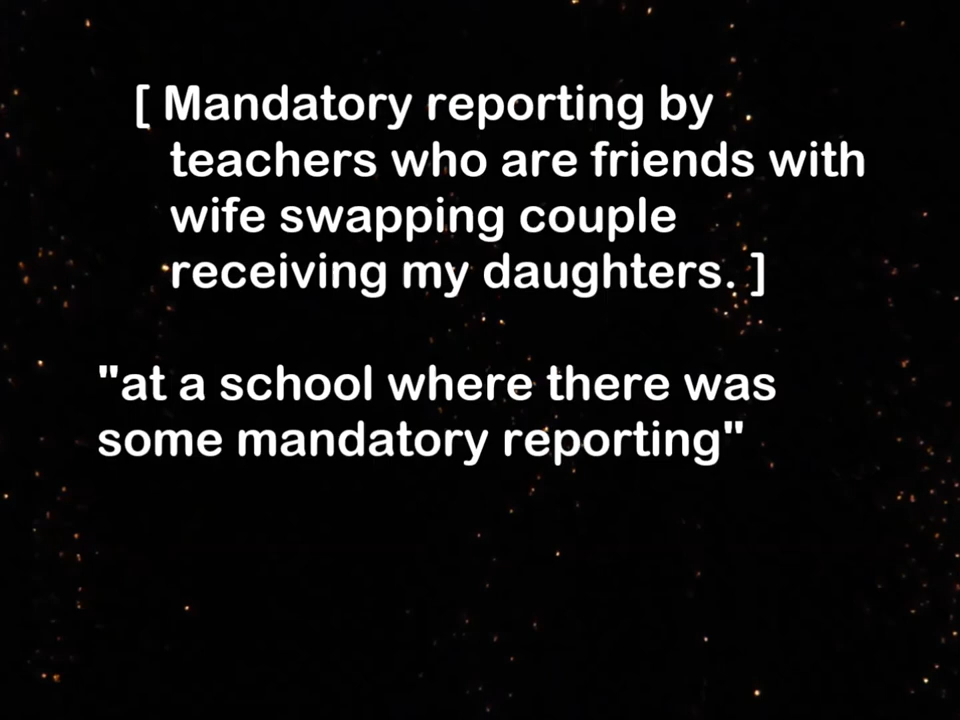 [ Mandatory reporting by
teachers who are friends with
wife swapping couple
receiving my daughters. ]
"at a school where there was
some mandatory reporting"